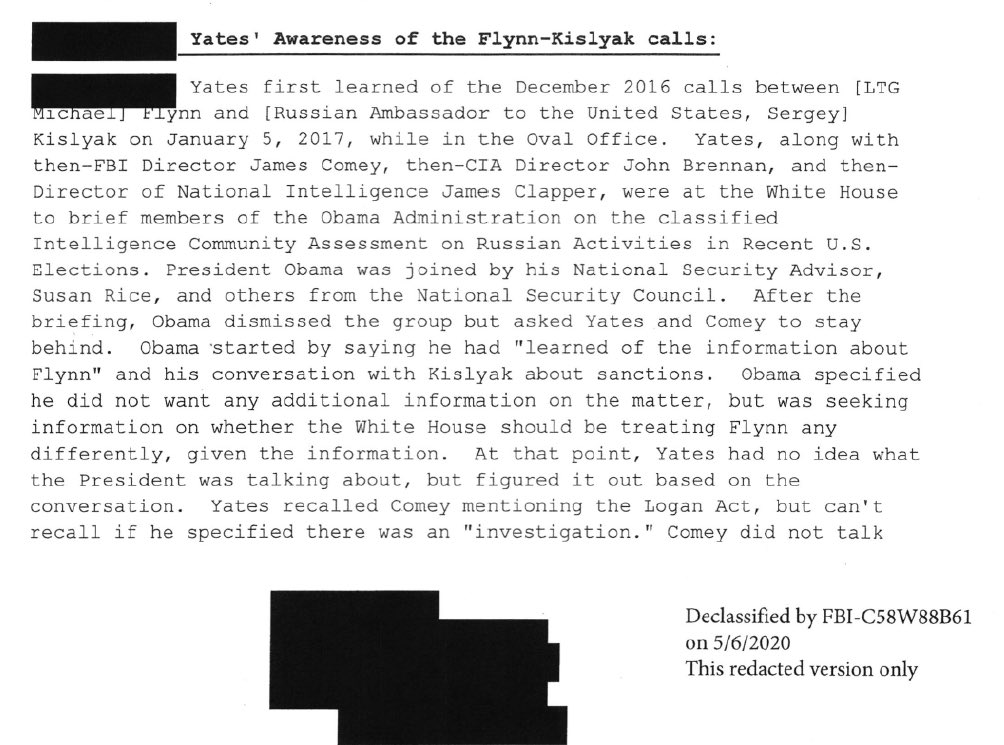 Yates' Awareness of the Flynn-Kislyak calls:
Yates first learned of the December 2016 calls between [LTG
Michael] Flynn and [Russian Ambassador to the United States, Sergey]
Kislyak on January 5, 2017, while in the Oval Office.  Yates, along with
then-FBI Director James Comey, then-CIA Director John Brennan, and then-
Director of National Intelligence James Clapper, were at the White House
to brief members of the Obama Administration on the classified
Intelligence Community Assessment on Russian Activities in Recent U.S.
Elections. President Obama was joined by his National Security Advisor,
Susan Rice, and others from the National Security Council.  After the
briefing, Obama dismissed the group but asked Yates and Comey to stay
behind.  Obama started by saying he had "learned of the information about
Flynn" and his conversation with Kislyak about sanctions.  Obama specified
he did not want any additional information on the matter, but was seeking
information on whether the White House should be treating Flynn any
differently, given the information.  At that point, Yates had no idea what
the President was talking about, but figured it out based on the
conversation.  Yates recalled Comey mentioning the Logan Act, but can't
recall if he specified there was an "investigation." Comey did not talk
Declassified by FBI-C58W88B61
on 5/6/2020
This redacted version only